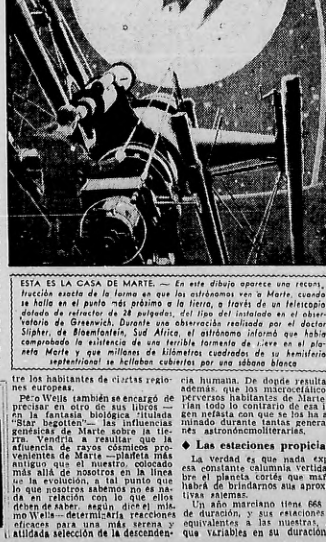 ESTA ES LA CASA DE MARTE. — En este dibujo aparece una recons-
trucción exacta de la forma en que los astrónomos ven a Marte, cuando
se halla en el punto más próximo a la tierra, a través de un telescopio
dotado de refractor de 28 pulgadas, del tipo del instalado en el obser-
vatorio de Greenwich. Durante una observación realizada por el doctor
Slipher, de Bloemfontein, Sud Africa, el astrónomo informó que había
comprobado la existencia de una terrible tormenta de nieve en el pla-
neta Marte y que millones de kilómetros cuadrados de su hemisferio
septentrional se hallaban cubiertos por una sábana blanca
tre los habitantes de ciertas regio-
nes europeas.
Pero Wells también se encargó de
precisar en otro de sus libros —
en la fantasía biológica titulada
"Star begotten"— las influencias
genésicas de Marte sobre la tie-
rra. Vendría a resultar que la
afluencia de rayos cósmicos pro-
venientes de Marte —planeta más
antiguo que el nuestro, colocado
más allá de nosotros en la línea
de la evolución, a tal punto que
lo que nosotros sabemos no es na-
da en relación con lo que ellos
deben de saber, según dice el mis-
mo Wells— determinaría reacciones
eficaces para una más serena y
atildada selección de la descenden-
cia humana. De donde resulta
además, que los macrocefálico
perversos habitantes de Marte
rían todo lo contrario de esa i
gen nefasta con que se los ha a
minado durante tantas genera
nes astronómoliterarias.
◆ Las estaciones propicia
La verdad es que nada exp
esa constante calumnia vertida
bre el planeta cortés que
habrá de brindarnos sus aprox
tivas salemas.
Un año marciano tiene 668
de duración, y sus estaciones
equivalentes a las nuestras,
que variables en su duración